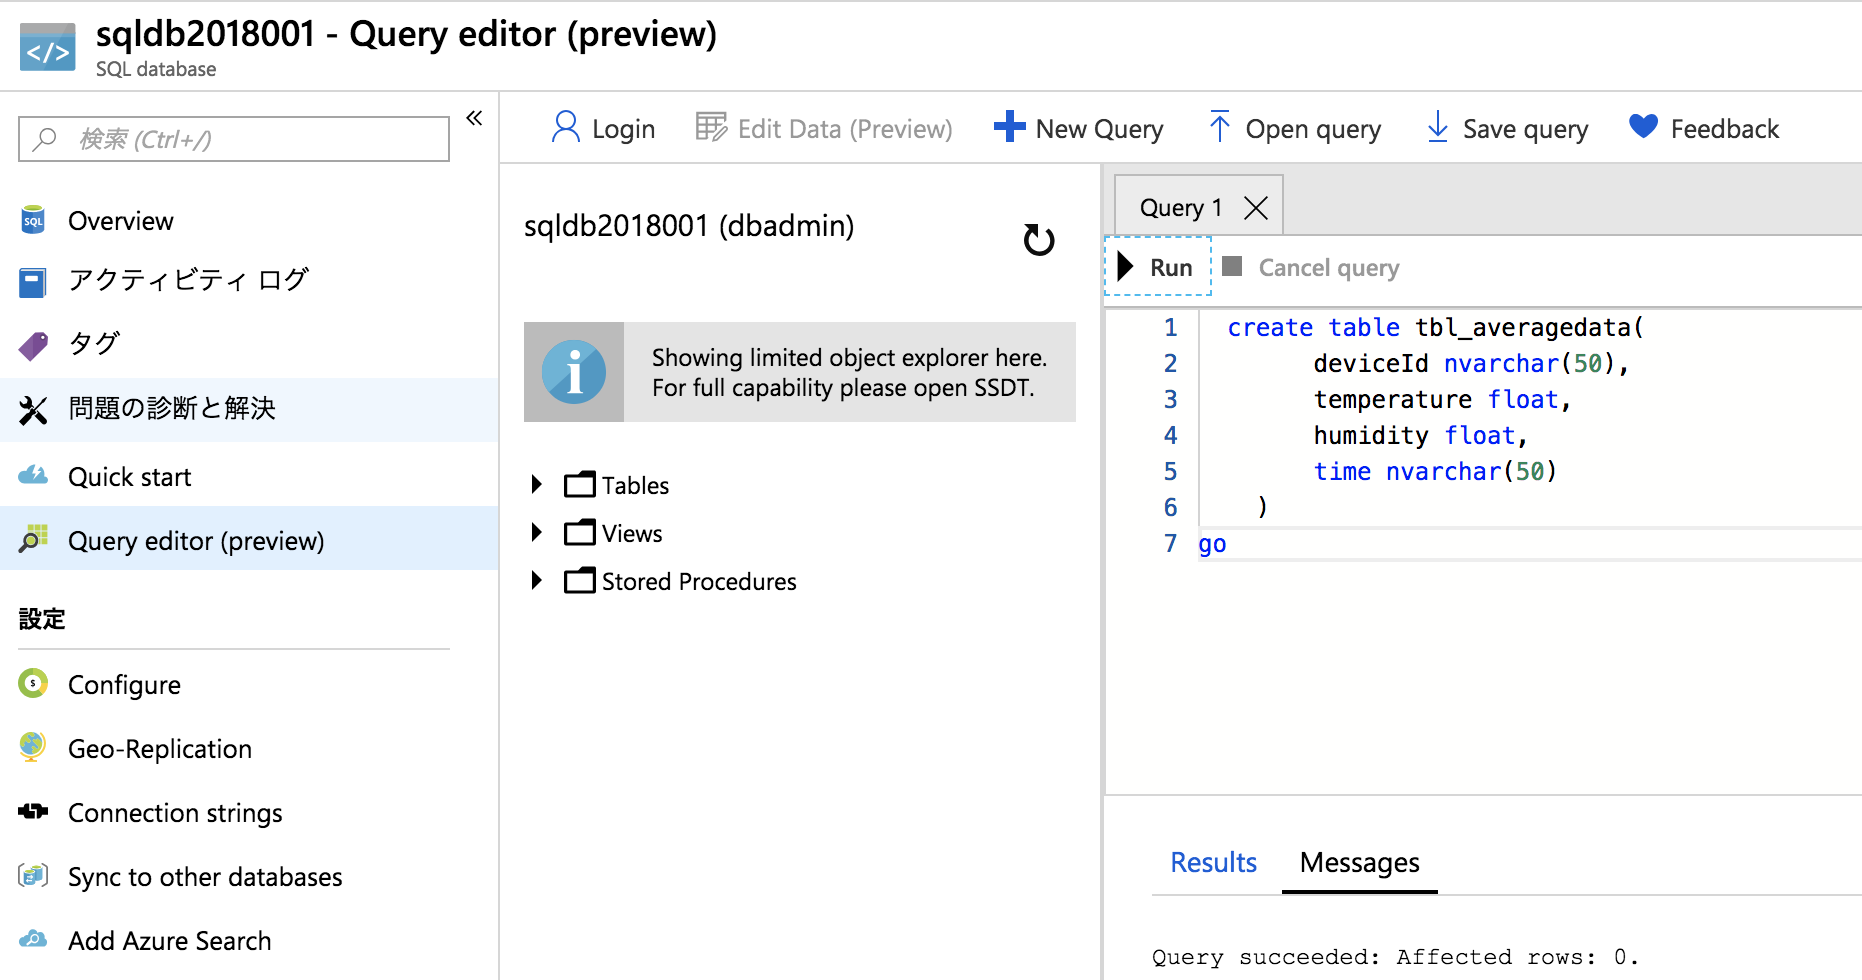 sqldb2018001 - Query editor (preview)
SQL database
検索 (Ctrl+/)
«
Overview
アクティビティ ログ
タグ
問題の診断と解決
Quick start
Query editor (preview)
設定
Configure
Geo-Replication
Connection strings
Sync to other databases
Add Azure Search
Login
Edit Data (Preview)
New Query
Open query
Save query
Feedback
sqldb2018001 (dbadmin)
Showing limited object explorer here.
For full capability please open SSDT.
Tables
Views
Stored Procedures
Query 1
Run
Cancel query
1 create table tbl_averagedata(
2 deviceId nvarchar(50),
3 temperature float,
4 humidity float,
5 time nvarchar(50)
6 )
7 go
Results
Messages
Query succeeded: Affected rows: 0.